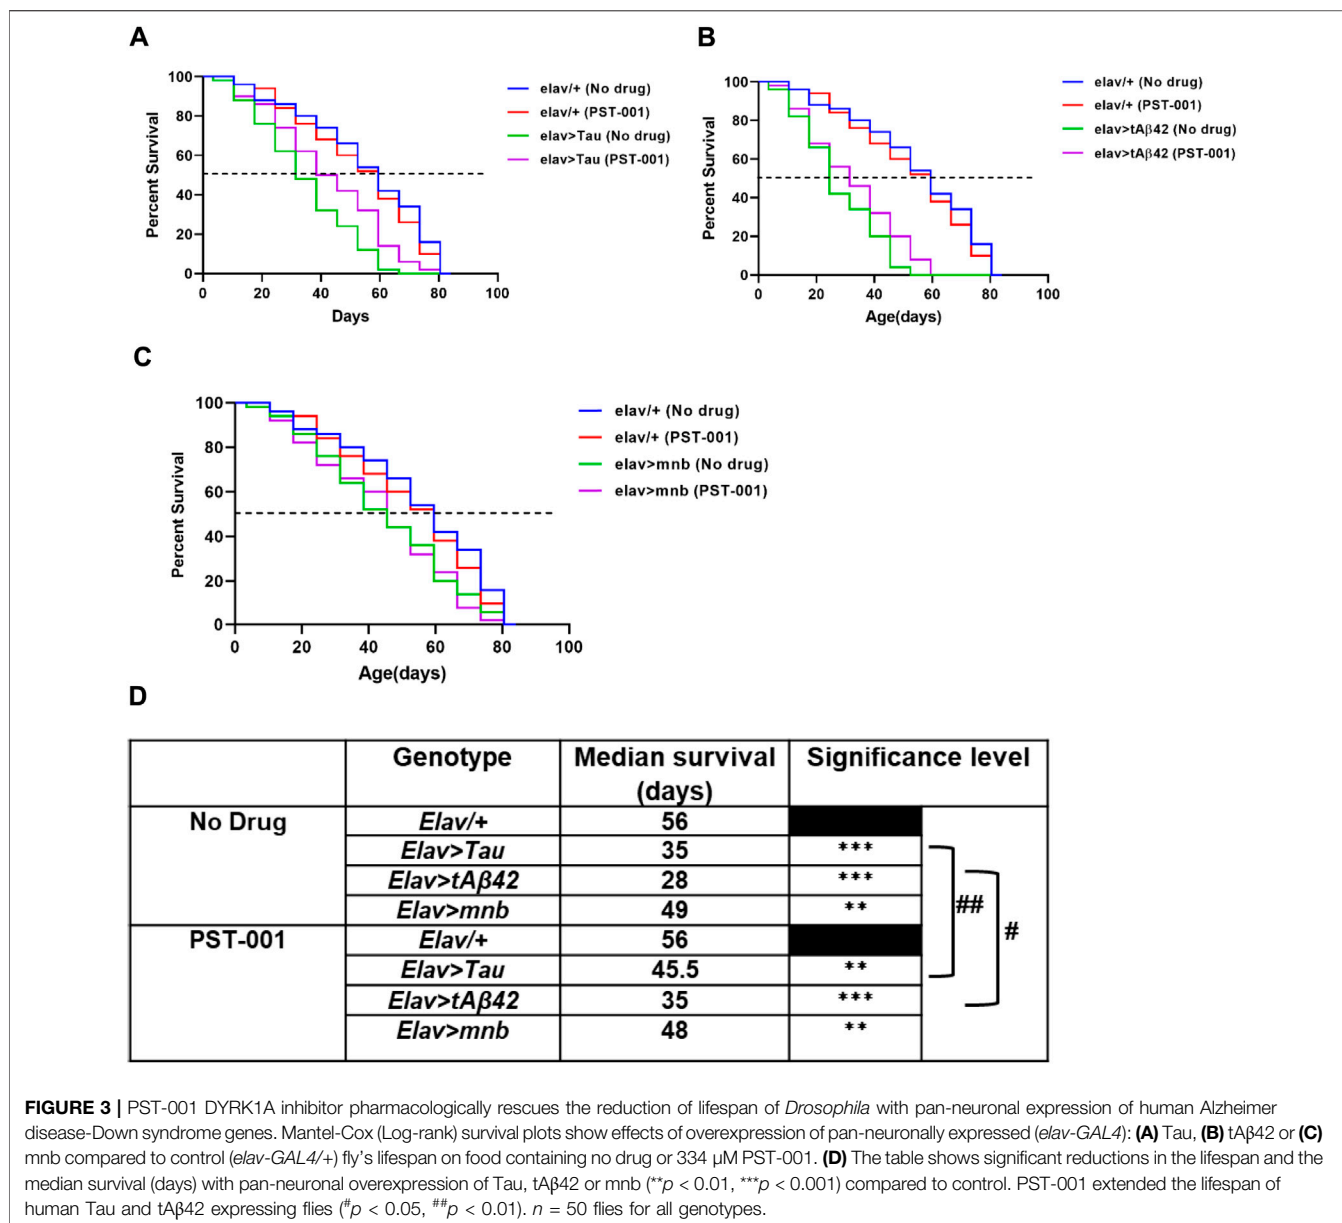 A
100
80
60
40
20
0
Percent Survival
0 20 40 60 80 100
Days
elav/+ (No drug)
elav/+ (PST-001)
elav>Tau (No drug)
elav>Tau (PST-001)
B
100
80
60
40
20
0
Percent Survival
0 20 40 60 80 100
Age(days)
elav/+ (No drug)
elav/+ (PST-001)
elav>tAβ42 (No drug)
elav>tAβ42 (PST-001)
C
100
80
60
40
20
0
Percent Survival
0 20 40 60 80 100
Age(days)
elav/+ (No drug)
elav/+ (PST-001)
elav>mnb (No drug)
elav>mnb (PST-001)
D
Genotype Median survival Significance level
(days)
No Drug Elav/+ 56
Elav>Tau 35 ***
Elav>tAβ42 28 ***
Elav>mnb 49 **
##
#
PST-001 Elav/+ 56
Elav>Tau 45.5 **
Elav>tAβ42 35 ***
Elav>mnb 48 **
FIGURE 3 | PST-001 DYRK1A inhibitor pharmacologically rescues the reduction of lifespan of Drosophila with pan-neuronal expression of human Alzheimer
disease-Down syndrome genes. Mantel-Cox (Log-rank) survival plots show effects of overexpression of pan-neuronally expressed (elav-GAL4): (A) Tau, (B) tAβ42 or (C)
mnb compared to control (elav-GAL4/+) fly's lifespan on food containing no drug or 334 μM PST-001. (D) The table shows significant reductions in the lifespan and the
median survival (days) with pan-neuronal overexpression of Tau, tAβ42 or mnb (**p < 0.01, ***p < 0.001) compared to control. PST-001 extended the lifespan of
human Tau and tAβ42 expressing flies (#p < 0.05, ##p < 0.01). n = 50 flies for all genotypes.